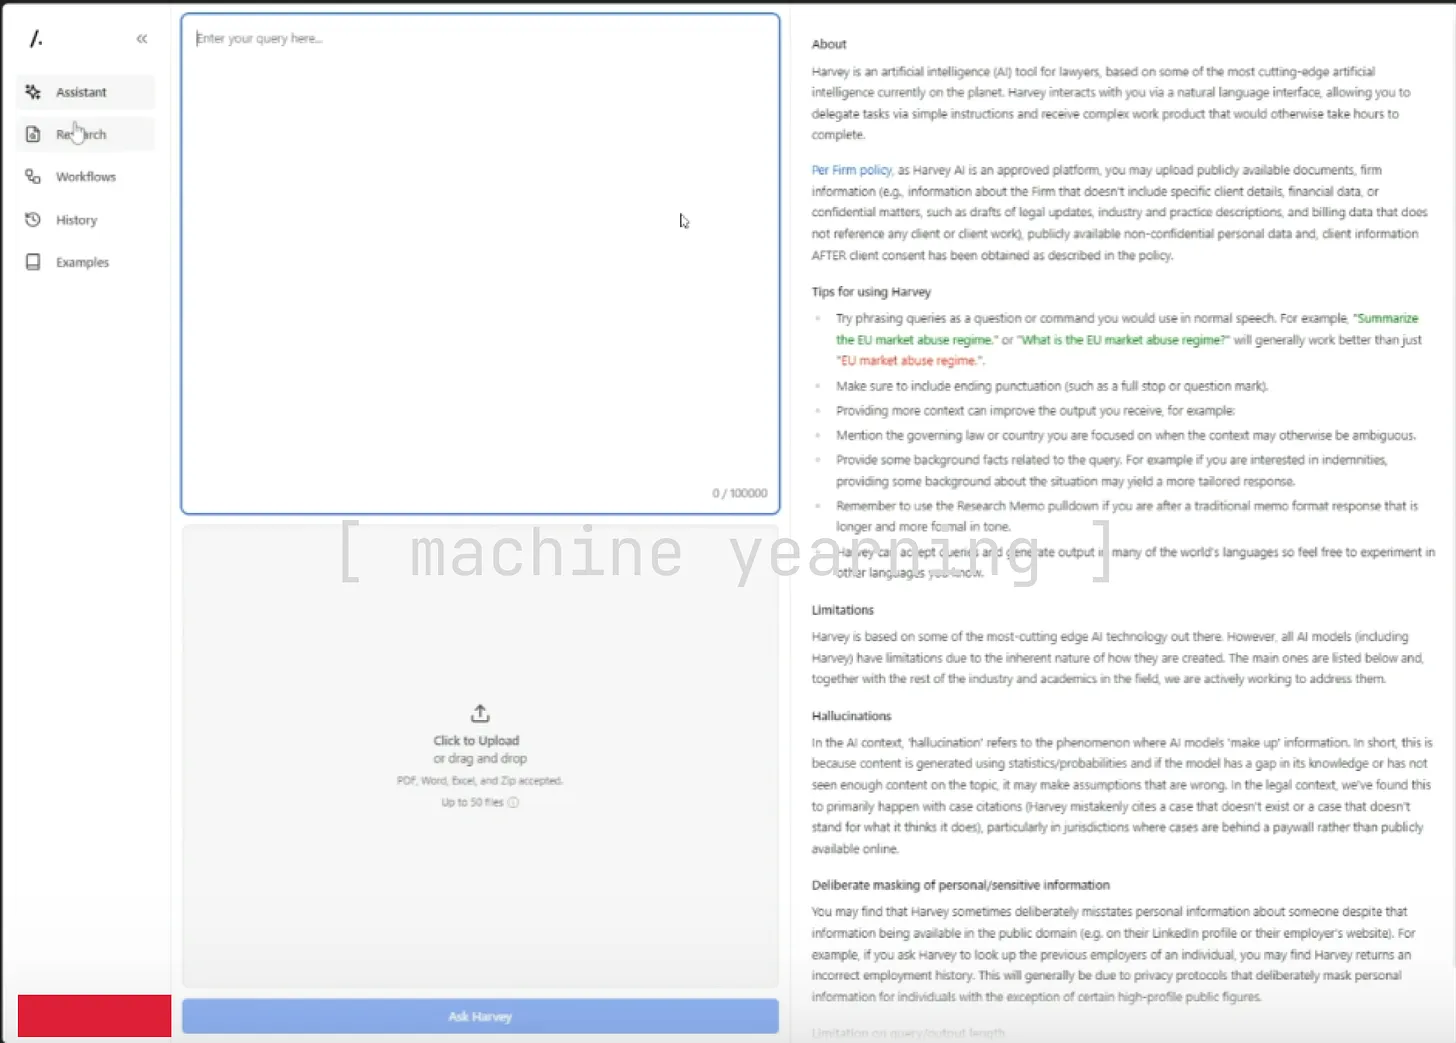 /.
«
Assistant
Research
Workflows
History
Examples
Enter your query here...
0 / 100000
Click to Upload
or drag and drop
PDF, Word, Excel, and Zip accepted.
Up to 50 files
Ask Harvey
About
Harvey is an artificial intelligence (AI) tool for lawyers, based on some of the most cutting-edge artificial
intelligence currently on the planet. Harvey interacts with you via a natural language interface, allowing you to
delegate tasks via simple instructions and receive complex work product that would otherwise take hours to
complete.
Per Firm policy, as Harvey AI is an approved platform, you may upload publicly available documents, firm
information (e.g., information about the Firm that doesn't include specific client details, financial data, or
confidential matters, such as drafts of legal updates, industry and practice descriptions, and billing data that does
not reference any client or client work), publicly available non-confidential personal data and, client information
AFTER client consent has been obtained as described in the policy.
Tips for using Harvey
Try phrasing queries as a question or command you would use in normal speech. For example, "Summarize
the EU market abuse regime." or "What is the EU market abuse regime?" will generally work better than just
"EU market abuse regime.".
Make sure to include ending punctuation (such as a full stop or question mark).
Providing more context can improve the output you receive, for example:
Mention the governing law or country you are focused on when the context may otherwise be ambiguous.
Provide some background facts related to the query. For example if you are interested in indemnities,
providing some background about the situation may yield a more tailored response.
Remember to use the Research Memo pulldown if you are after a traditional memo format response that is
longer and more formal in tone.
Harvey can accept queries and generate output in many of the world's languages so feel free to experiment in
other languages you know.
[ machine yearning ]
Limitations
Harvey is based on some of the most-cutting edge AI technology out there. However, all AI models (including
Harvey) have limitations due to the inherent nature of how they are created. The main ones are listed below and,
together with the rest of the industry and academics in the field, we are actively working to address them.
Hallucinations
In the AI context, 'hallucination' refers to the phenomenon where AI models 'make up' information. In short, this is
because content is generated using statistics/probabilities and if the model has a gap in its knowledge or has not
seen enough content on the topic, it may make assumptions that are wrong. In the legal context, we've found this
to primarily happen with case citations (Harvey mistakenly cites a case that doesn't exist or a case that doesn't
stand for what it thinks it does), particularly in jurisdictions where cases are behind a paywall rather than publicly
available online.
Deliberate masking of personal/sensitive information
You may find that Harvey sometimes deliberately misstates personal information about someone despite that
information being available in the public domain (e.g. on their LinkedIn profile or their employer's website). For
example, if you ask Harvey to look up the previous employers of an individual, you may find Harvey returns an
incorrect employment history. This will generally be due to privacy protocols that deliberately mask personal
information for individuals with the exception of certain high-profile public figures.
Limitation on query/output length